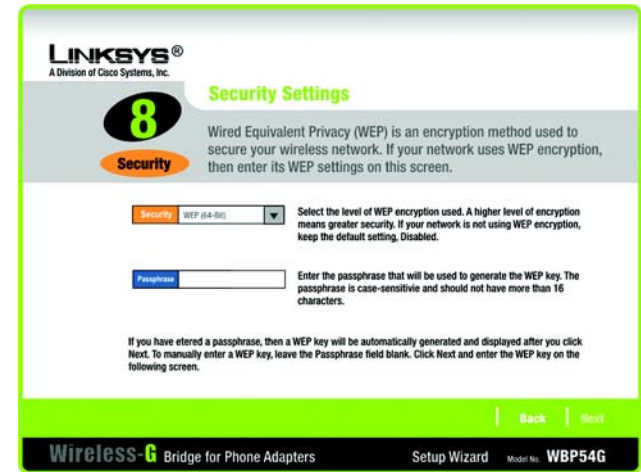 LINKSYS®
A Division of Cisco Systems, Inc.
8
Security
Security Settings
Wired Equivalent Privacy (WEP) is an encryption method used to
secure your wireless network. If your network uses WEP encryption,
then enter its WEP settings on this screen.
Security WEP (64-Bit)
Select the level of WEP encryption used. A higher level of encryption
means greater security. If your network is not using WEP encryption,
keep the default setting, Disabled.
Passphrase
Enter the passphrase that will be used to generate the WEP key. The
passphrase is case-sensitivie and should not have more than 16
characters.
If you have etered a passphrase, then a WEP key will be automatically generated and displayed after you click
Next. To manually enter a WEP key, leave the Passphrase field blank. Click Next and enter the WEP key on the
following screen.
Back Next
Wireless-G Bridge for Phone Adapters Setup Wizard Model No. WBP54G